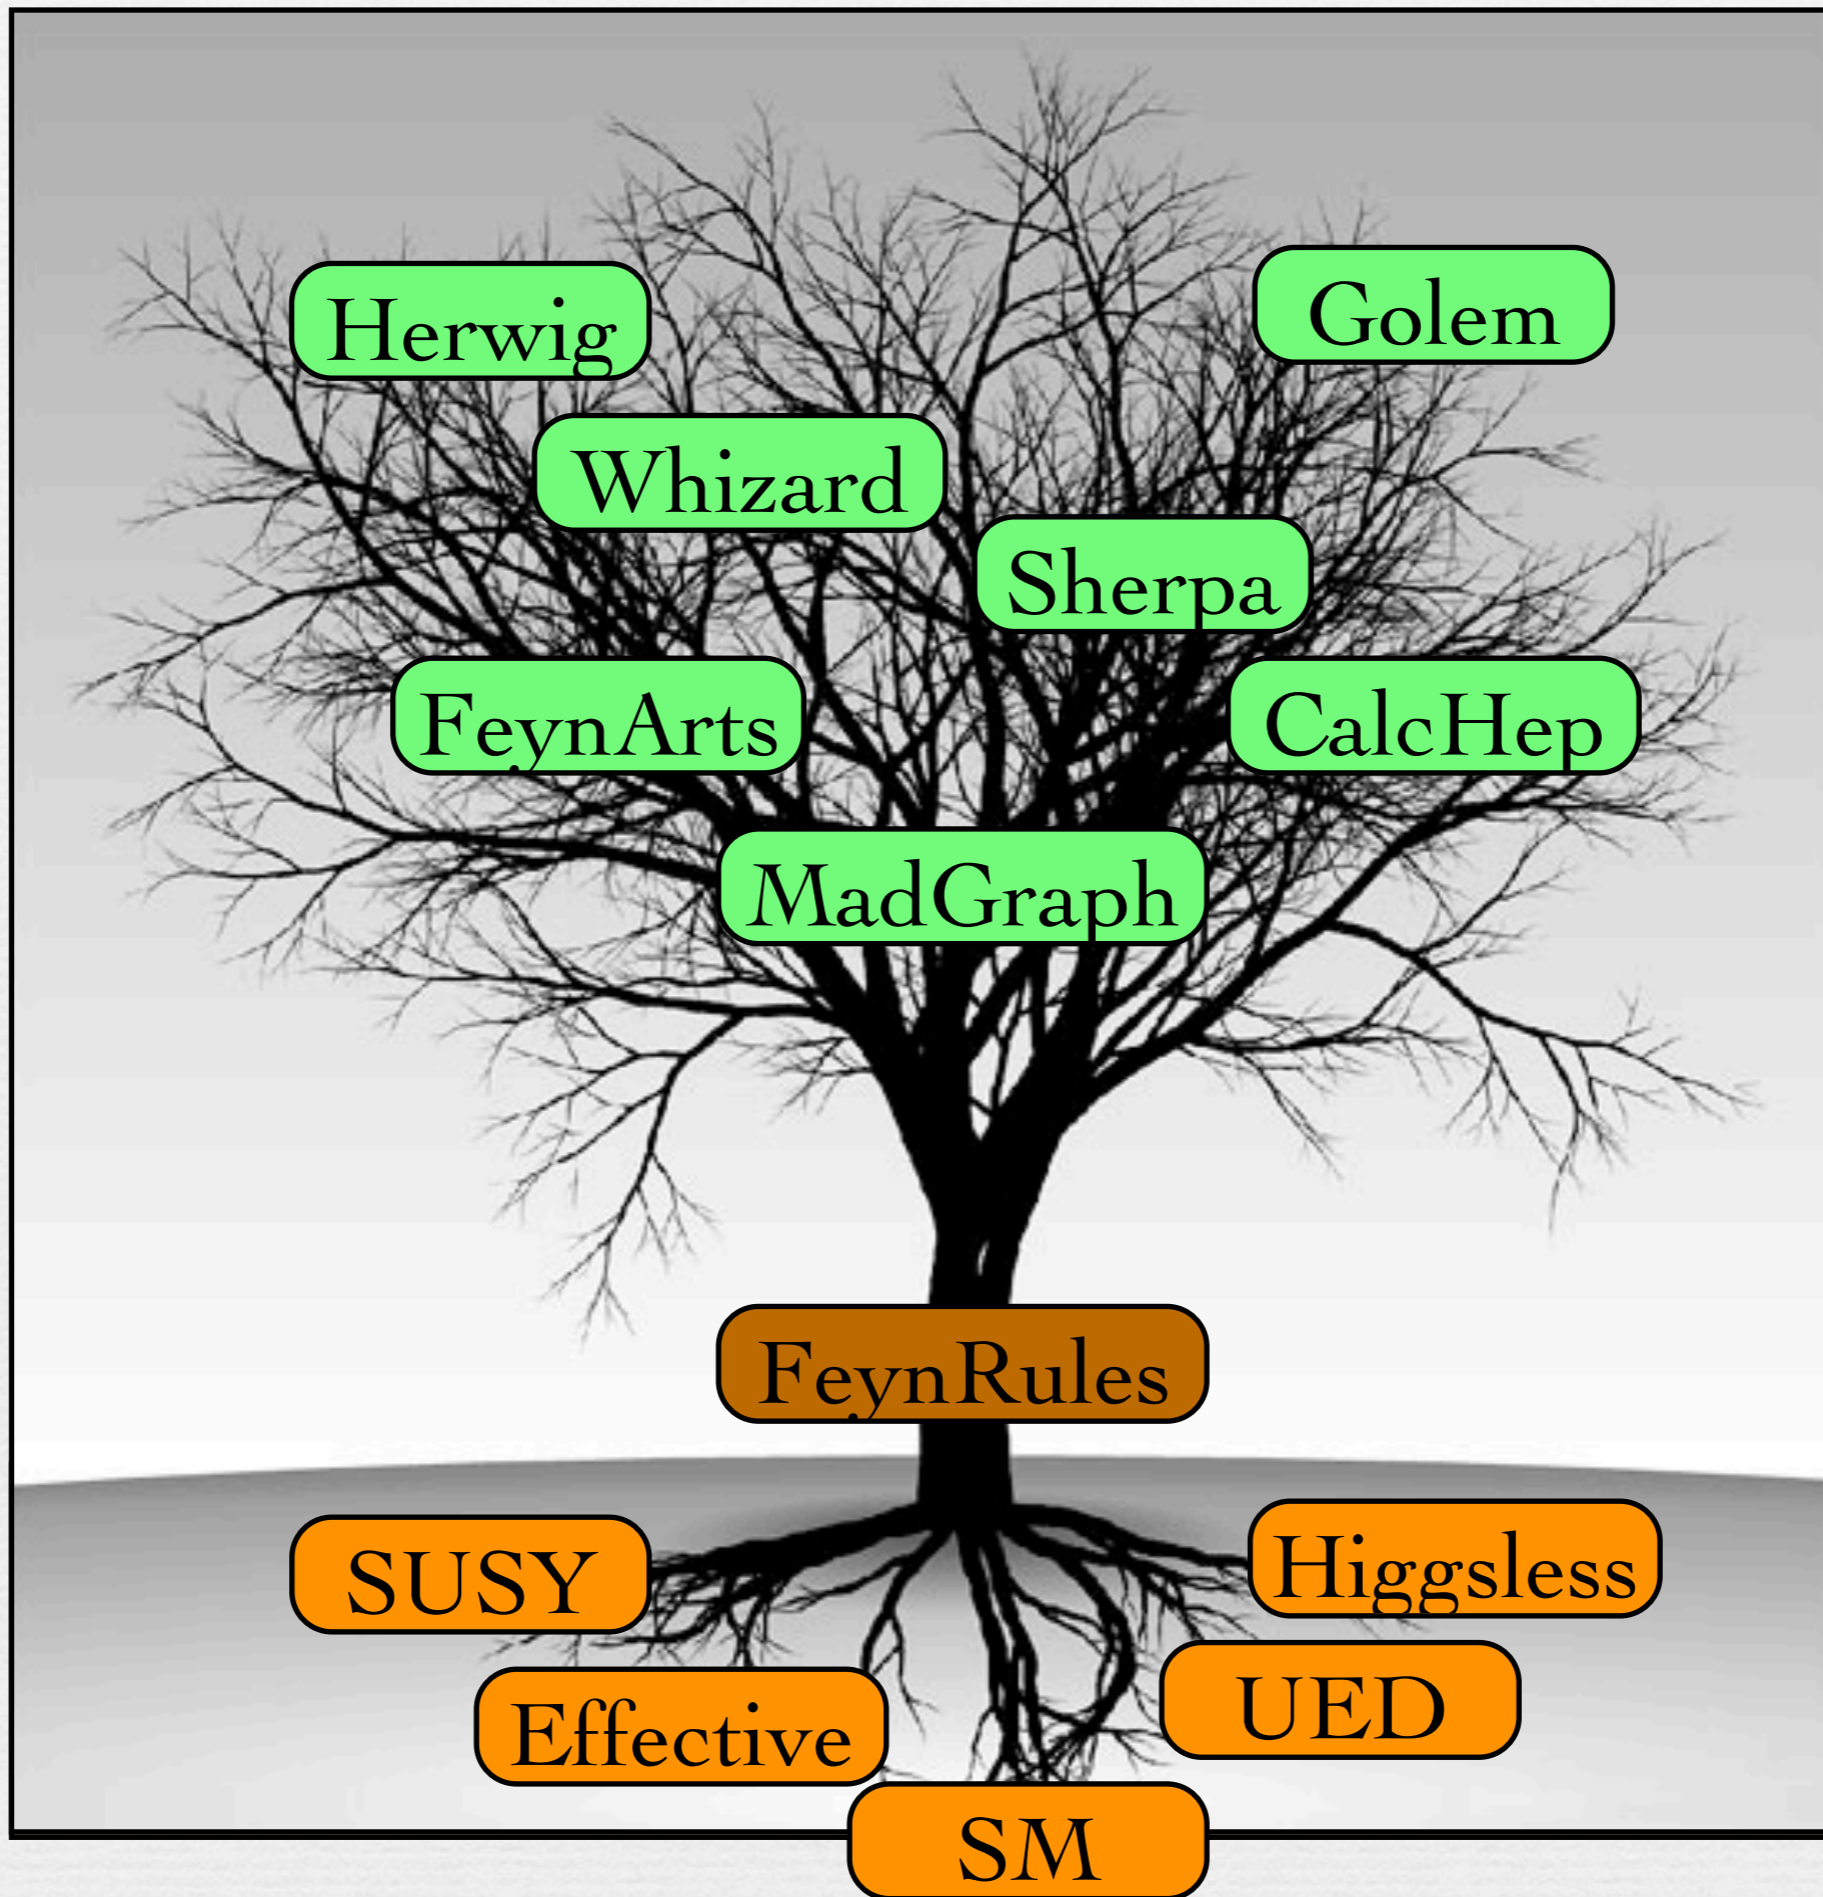 Herwig
Golem
Whizard
Sherpa
FeynArts
CalcHep
MadGraph
FeynRules
SUSY
Higgsless
Effective
UED
SM